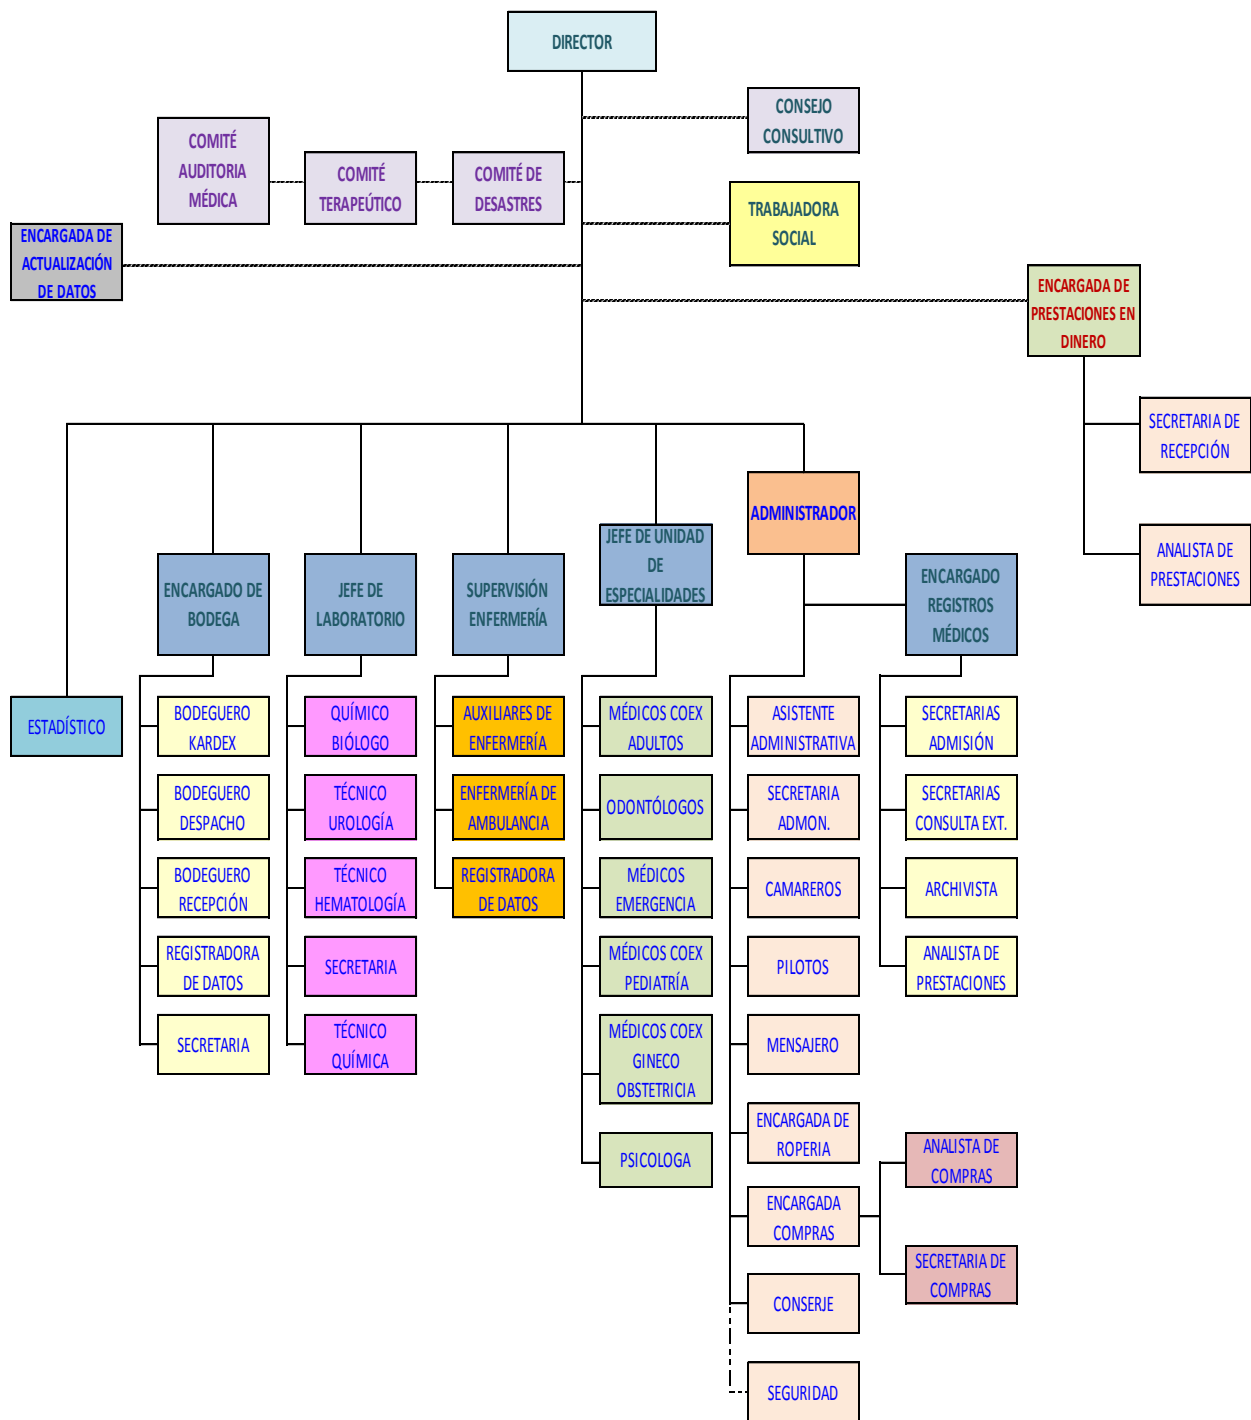 DIRECTOR
CONSEJO
CONSULTIVO
COMITÉ
AUDITORIA
MÉDICA
COMITÉ
TERAPEÚTICO
COMITÉ DE
DESASTRES
TRABAJADORA
SOCIAL
ENCARGADA DE
ACTUALIZACIÓN
DE DATOS
ENCARGADA DE
PRESTACIONES EN
DINERO
SECRETARIA DE
RECEPCIÓN
ANALISTA DE
PRESTACIONES
ADMINISTRADOR
ENCARGADO DE
BODEGA
JEFE DE
LABORATORIO
SUPERVISIÓN
ENFERMERÍA
JEFE DE UNIDAD
DE
ESPECIALIDADES
ENCARGADO
REGISTROS
MÉDICOS
ESTADÍSTICO
BODEGUERO
KARDEX
BODEGUERO
DESPACHO
BODEGUERO
RECEPCIÓN
REGISTRADORA
DE DATOS
SECRETARIA
QUÍMICO
BIÓLOGO
TÉCNICO
UROLOGÍA
TÉCNICO
HEMATOLOGÍA
SECRETARIA
TÉCNICO
QUÍMICA
AUXILIARES DE
ENFERMERÍA
ENFERMERÍA DE
AMBULANCIA
REGISTRADORA
DE DATOS
MÉDICOS COEX
ADULTOS
ODONTÓLOGOS
MÉDICOS
EMERGENCIA
MÉDICOS COEX
PEDIATRÍA
MÉDICOS COEX
GINECO
OBSTETRICIA
PSICOLOGA
ASISTENTE
ADMINISTRATIVA
SECRETARIA
ADMON.
CAMAREROS
PILOTOS
MENSAJERO
ENCARGADA DE
ROPERIA
ENCARGADA
COMPRAS
CONSERJE
SEGURIDAD
SECRETARIAS
ADMISIÓN
SECRETARIAS
CONSULTA EXT.
ARCHIVISTA
ANALISTA DE
PRESTACIONES
ANALISTA DE
COMPRAS
SECRETARIA DE
COMPRAS